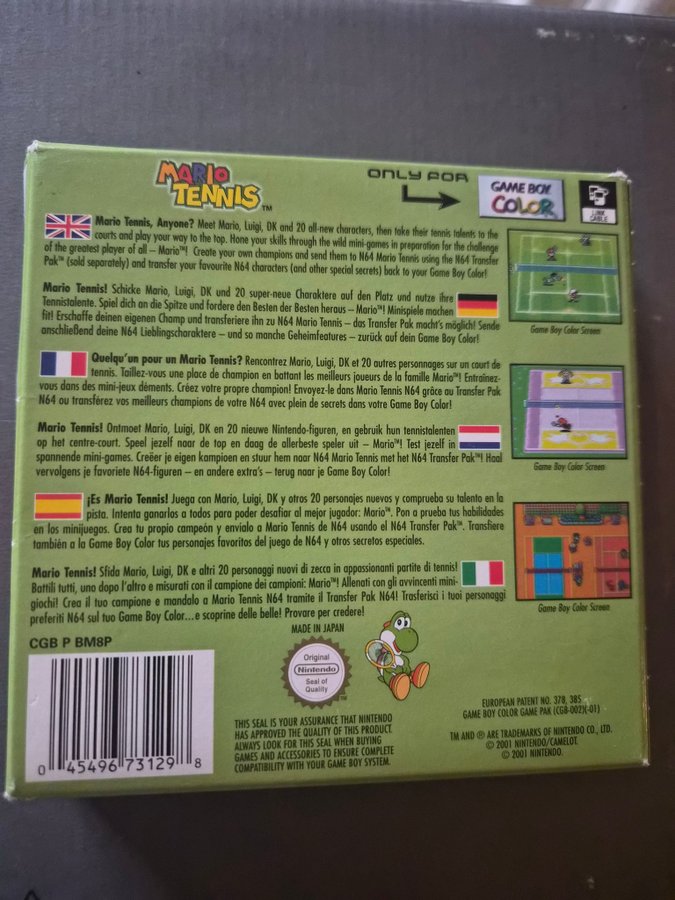 MARIO TENNIS™
ONLY FOR
GAME BOY COLOR
LINK CABLE
Mario Tennis, Anyone? Meet Mario, Luigi, DK and 20 all-new characters, then take their tennis talents to the
courts and play your way to the top. Hone your skills through the wild mini-games in preparation for the challenge
of the greatest player of all – Mario™! Create your own champions and send them to N64 Mario Tennis using the N64 Transfer
Pak™ (sold separately) and transfer your favourite N64 characters (and other special secrets) back to your Game Boy Color!
Game Boy Color Screen
Mario Tennis! Schicke Mario, Luigi, DK und 20 super-neue Charaktere auf den Platz und nutze ihre
Tennistalente. Spiel dich an die Spitze und fordere den Besten der Besten heraus – Mario™! Minispiele machen
fit! Erschaffe deinen eigenen Champ und transferiere ihn zu N64 Mario Tennis – das Transfer Pak macht's möglich! Sende
anschließend deine N64 Lieblingscharaktere – und so manche Geheimfeatures – zurück auf dein Game Boy Color!
Quelqu'un pour un Mario Tennis? Rencontrez Mario, Luigi, DK et 20 autres personnages sur un court de
tennis. Taillez-vous une place de champion en battant les meilleurs joueurs de la famille Mario™! Entraînez-
vous dans des mini-jeux déments. Créez votre propre champion! Envoyez-le dans Mario Tennis N64 grâce au Transfer Pak
N64 ou transférez vos meilleurs champions de votre N64 avec plein de secrets dans votre Game Boy Color!
Game Boy Color Screen
Mario Tennis! Ontmoet Mario, Luigi, DK en 20 nieuwe Nintendo-figuren, en gebruik hun tennistalenten
op het centre-court. Speel jezelf naar de top en daag de allerbeste speler uit – Mario™! Test jezelf in
spannende mini-games. Creëer je eigen kampioen en stuur hem naar N64 Mario Tennis met het N64 Transfer Pak™! Haal
vervolgens je favoriete N64-figuren – en andere extra's – terug naar je Game Boy Color!
¡Es Mario Tennis! Juega con Mario, Luigi, DK y otros 20 personajes nuevos y comprueba su talento en la
pista. Intenta ganarlos a todos para poder desafiar al mejor jugador: Mario™. Pon a prueba tus habilidades
en los minijuegos. Crea tu propio campeón y envíalo a Mario Tennis de N64 usando el N64 Transfer Pak™. Transfiere
también a la Game Boy Color tus personajes favoritos del juego de N64 y otros secretos especiales.
Mario Tennis! Sfida Mario, Luigi, DK e altri 20 personaggi nuovi di zecca in appassionanti partite di tennis!
Battili tutti, uno dopo l'altro e misurati con il campione dei campioni: Mario™! Allenati con gli avvincenti mini-
giochi! Crea il tuo campione e mandalo a Mario Tennis N64 tramite il Transfer Pak N64! Trasferisci i tuoi personaggi
preferiti N64 sul tuo Game Boy Color...e scoprine delle belle! Provare per credere!
Game Boy Color Screen
MADE IN JAPAN
CGB P BM8P
Original
Nintendo
Seal of
Quality
TM
0 45496 73129 8
THIS SEAL IS YOUR ASSURANCE THAT NINTENDO
HAS APPROVED THE QUALITY OF THIS PRODUCT.
ALWAYS LOOK FOR THIS SEAL WHEN BUYING
GAMES AND ACCESSORIES TO ENSURE COMPLETE
COMPATIBILITY WITH YOUR GAME BOY SYSTEM.
EUROPEAN PATENT NO. 378, 385
GAME BOY COLOR GAME PAK (CGB-002)(-01)
TM AND ® ARE TRADEMARKS OF NINTENDO CO., LTD.
© 2001 NINTENDO/CAMELOT.
© 2001 NINTENDO.